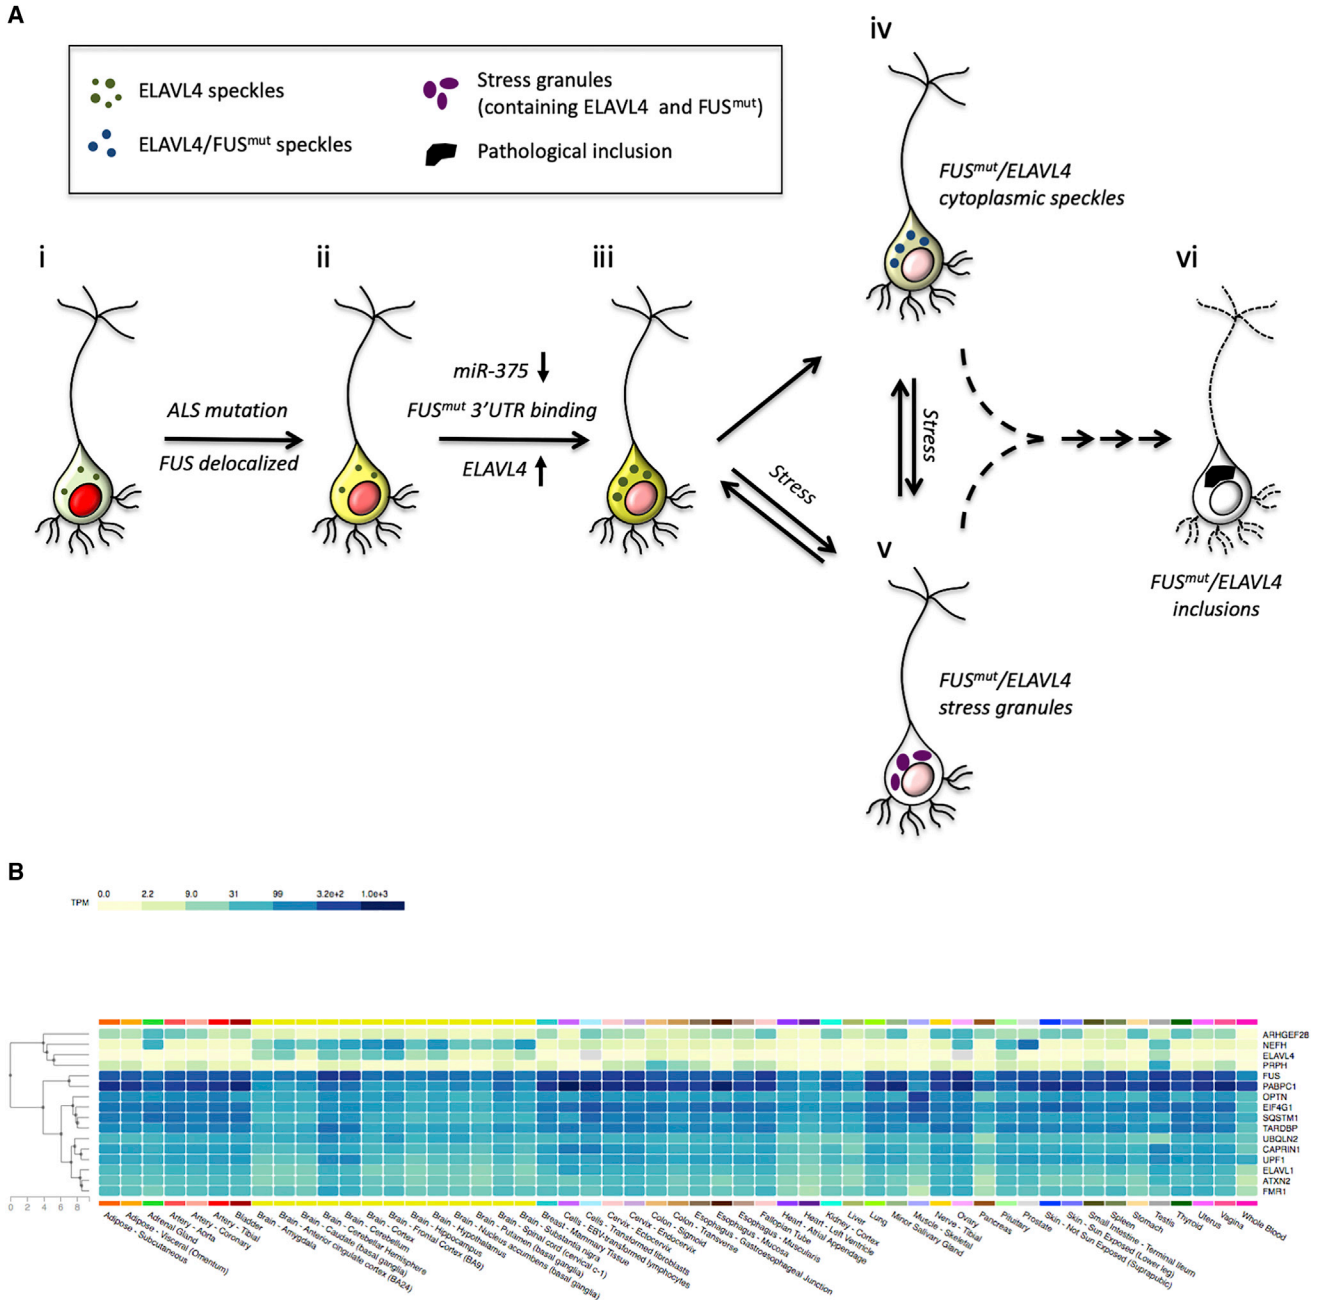 A
ELAVL4 speckles
ELAVL4/FUSmut speckles
Stress granules
(containing ELAVL4 and FUSmut)
Pathological inclusion
i
ii
iii
iv
v
vi
ALS mutation
FUS delocalized
miR-375
FUSmut 3’UTR binding
ELAVL4
Stress
Stress
FUSmut/ELAVL4
cytoplasmic speckles
FUSmut/ELAVL4
stress granules
FUSmut/ELAVL4
inclusions
B
TPM
0.0 2.2 9.0 31 99 3.2e+2 1.0e+3
ARHGEF28
NEFH
ELAVL4
PRPH
FUS
PABPC1
OPTN
EIF4G1
SQSTM1
TARDBP
UBQLN2
CAPRIN1
UPF1
ELAVL1
ATXN2
FMR1
0 2 4 6 8
Adipose - Subcutaneous
Adipose - Visceral (Omentum)
Adrenal Gland
Artery - Aorta
Artery - Coronary
Artery - Tibial
Bladder
Brain - Amygdala
Brain - Anterior cingulate cortex (BA24)
Brain - Caudate (basal ganglia)
Brain - Cerebellar Hemisphere
Brain - Cerebellum
Brain - Cortex
Brain - Frontal Cortex (BA9)
Brain - Hippocampus
Brain - Hypothalamus
Brain - Nucleus accumbens (basal ganglia)
Brain - Putamen (basal ganglia)
Brain - Spinal cord (cervical c-1)
Brain - Substantia nigra
Breast - Mammary Tissue
Cells - EBV-transformed lymphocytes
Cells - Transformed fibroblasts
Cervix - Ectocervix
Cervix - Endocervix
Colon - Sigmoid
Colon - Transverse
Esophagus - Gastroesophageal Junction
Esophagus - Mucosa
Esophagus - Muscularis
Fallopian Tube
Heart - Atrial Appendage
Heart - Left Ventricle
Kidney - Cortex
Liver
Lung
Minor Salivary Gland
Muscle - Skeletal
Nerve - Tibial
Ovary
Pancreas
Pituitary
Prostate
Skin - Not Sun Exposed (Suprapubic)
Skin - Sun Exposed (Lower leg)
Small Intestine - Terminal Ileum
Spleen
Stomach
Testis
Thyroid
Uterus
Vagina
Whole Blood